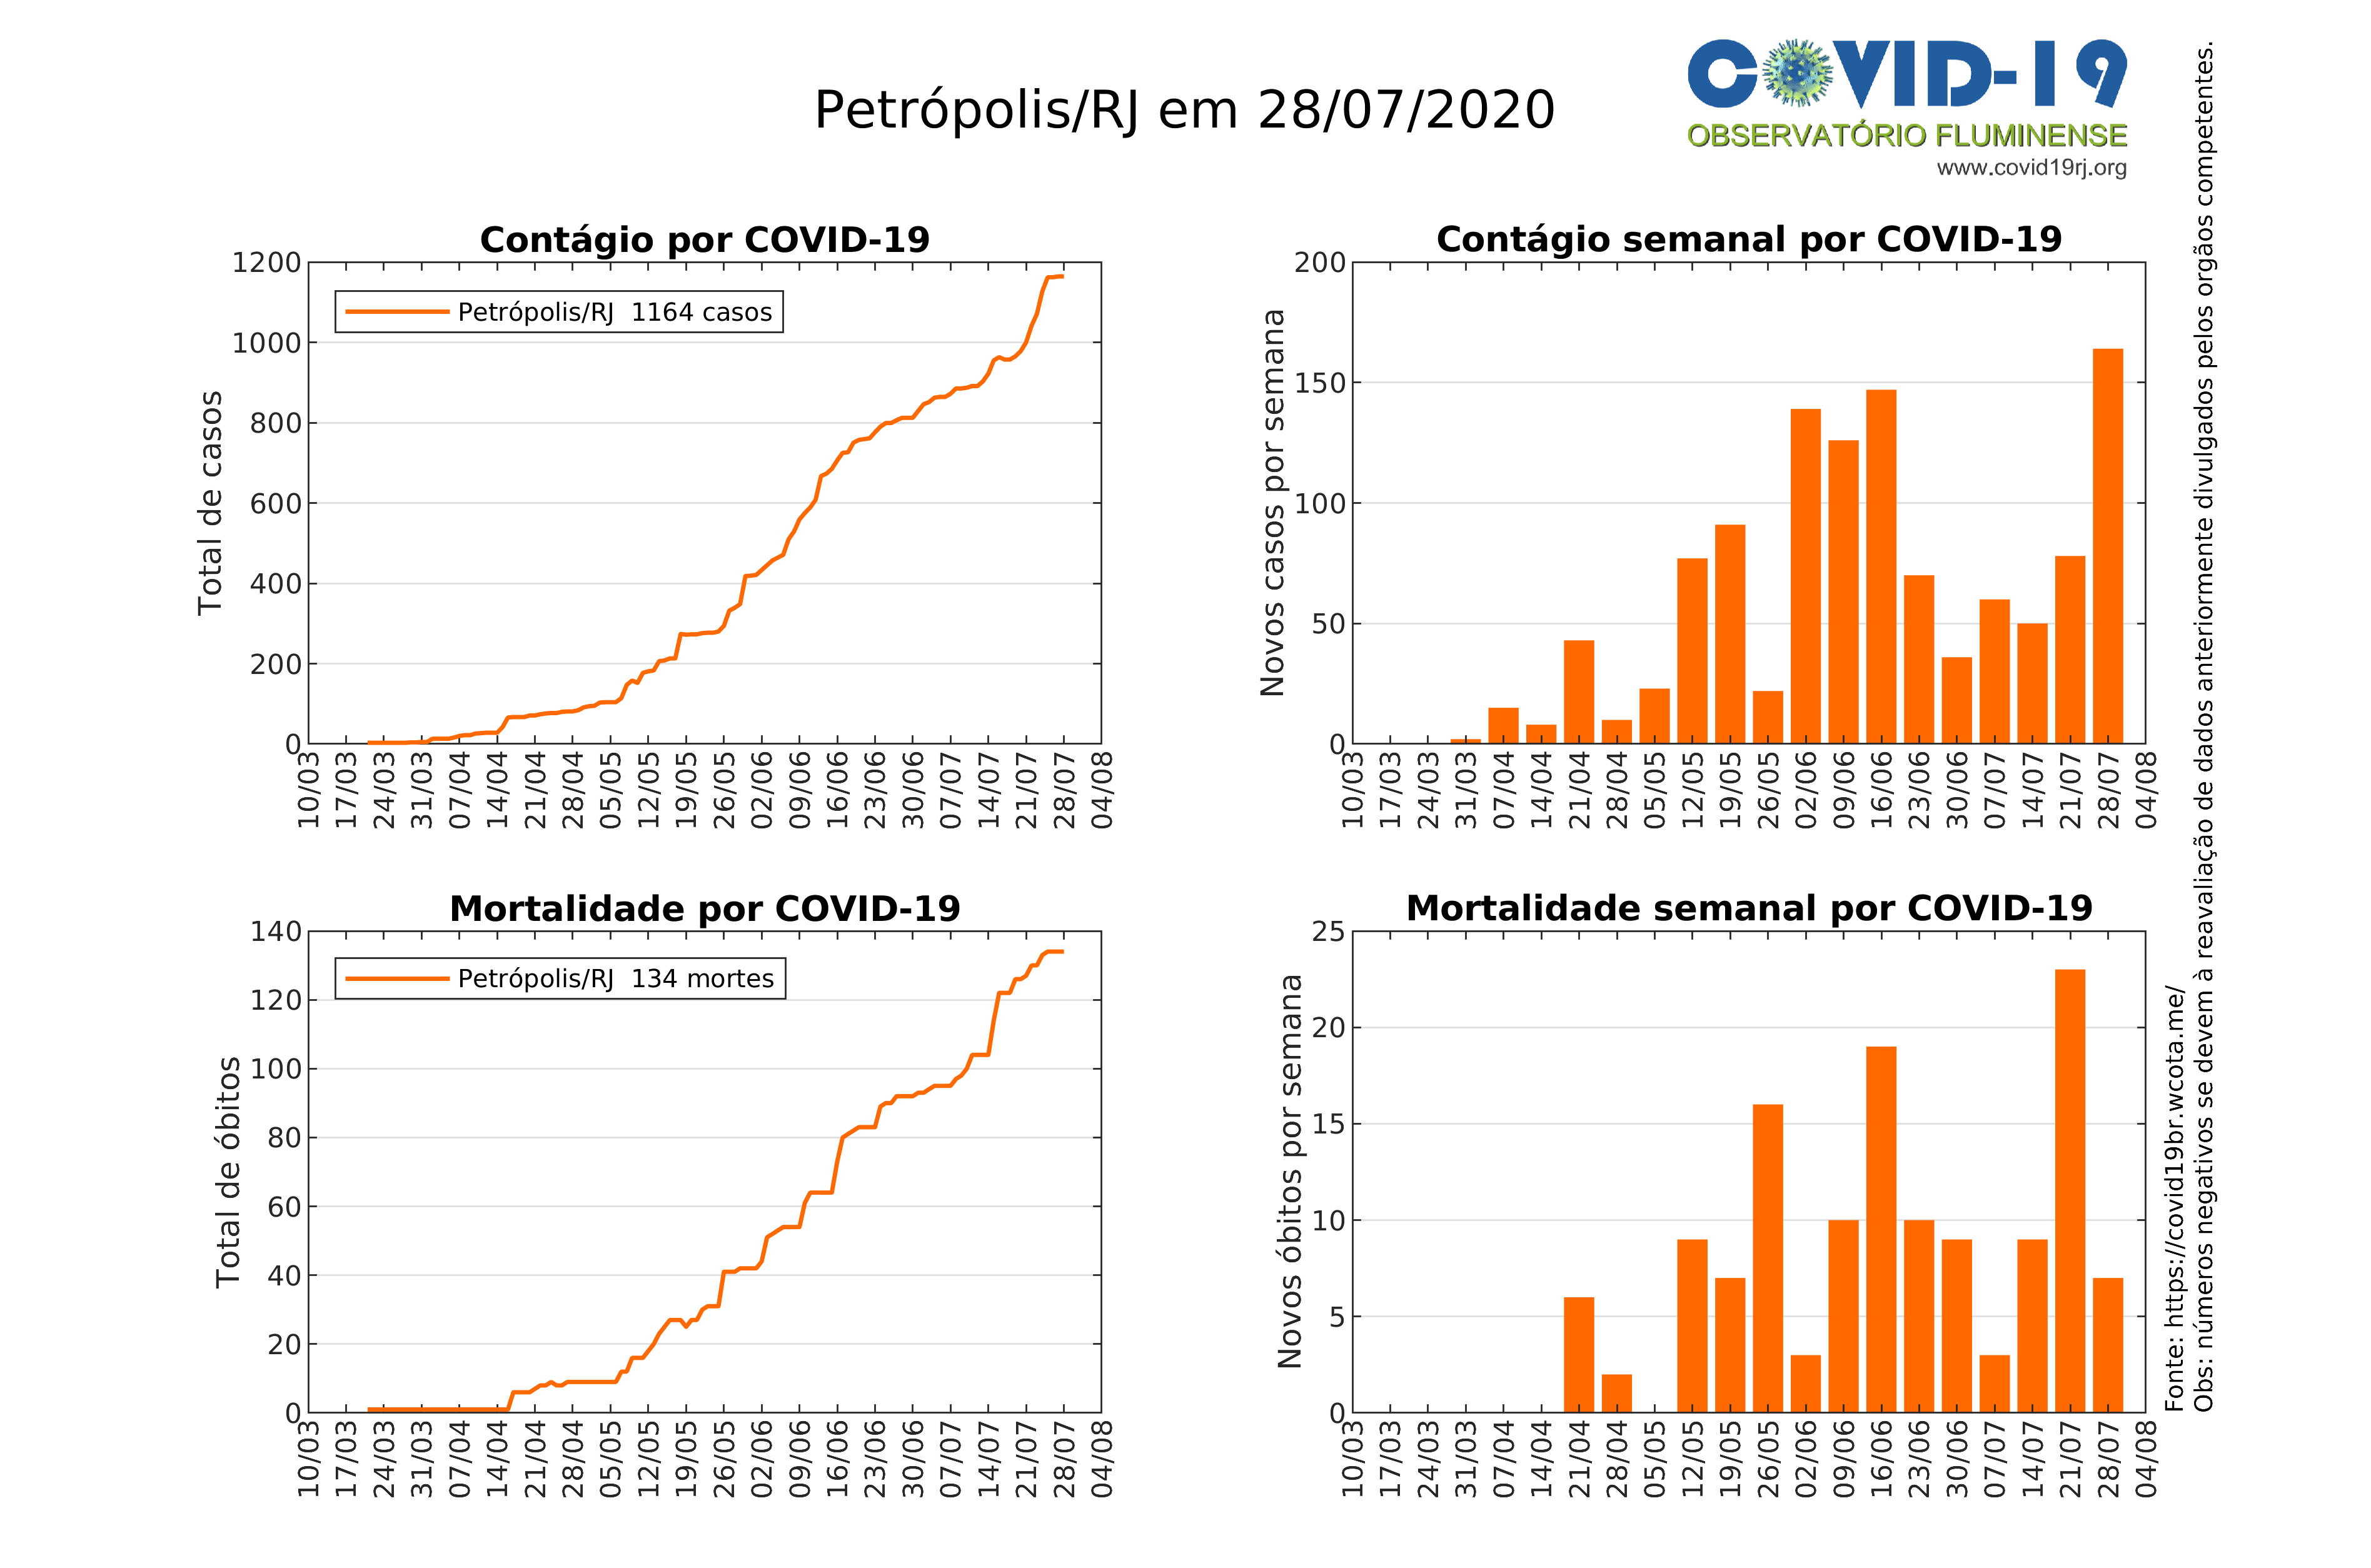 Petrópolis/RJ em 28/07/2020
COVID-19
OBSERVATÓRIO FLUMINENSE
www.covid19rj.org
Contágio por COVID-19
Total de casos
1200
1000
800
600
400
200
0
Petrópolis/RJ 1164 casos
10/03 17/03 24/03 31/03 07/04 14/04 21/04 28/04 05/05 12/05 19/05 26/05 02/06 09/06 16/06 23/06 30/06 07/07 14/07 21/07 28/07 04/08
Contágio semanal por COVID-19
Novos casos por semana
200
150
100
50
0
10/03 17/03 24/03 31/03 07/04 14/04 21/04 28/04 05/05 12/05 19/05 26/05 02/06 09/06 16/06 23/06 30/06 07/07 14/07 21/07 28/07 04/08
Mortalidade por COVID-19
Total de óbitos
140
120
100
80
60
40
20
0
Petrópolis/RJ 134 mortes
10/03 17/03 24/03 31/03 07/04 14/04 21/04 28/04 05/05 12/05 19/05 26/05 02/06 09/06 16/06 23/06 30/06 07/07 14/07 21/07 28/07 04/08
Mortalidade semanal por COVID-19
Novos óbitos por semana
25
20
15
10
5
0
10/03 17/03 24/03 31/03 07/04 14/04 21/04 28/04 05/05 12/05 19/05 26/05 02/06 09/06 16/06 23/06 30/06 07/07 14/07 21/07 28/07 04/08
Fonte: https://covid19br.wcota.me/
Obs: números negativos se devem à reavaliação de dados anteriormente divulgados pelos orgãos competentes.